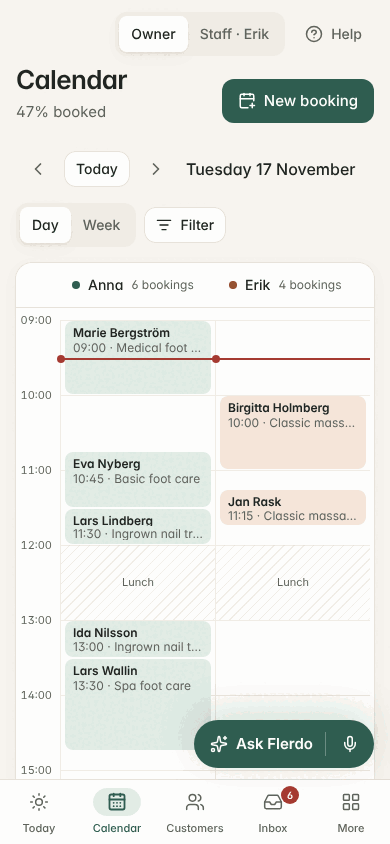 Owner
Staff · Erik
Help
Calendar
47% booked
New booking
Today
Tuesday 17 November
Day
Week
Filter
Anna 6 bookings
Erik 4 bookings
09:00
Marie Bergström
09:00 · Medical foot ...
10:00
Birgitta Holmberg
10:00 · Classic mass...
11:00
Eva Nyberg
10:45 · Basic foot care
Jan Rask
11:15 · Classic massa...
Lars Lindberg
11:30 · Ingrown nail tr...
12:00
Lunch
Lunch
13:00
Ida Nilsson
13:00 · Ingrown nail t...
Lars Wallin
13:30 · Spa foot care
14:00
Ask Flerdo
15:00
Today
Calendar
Customers
6
Inbox
More